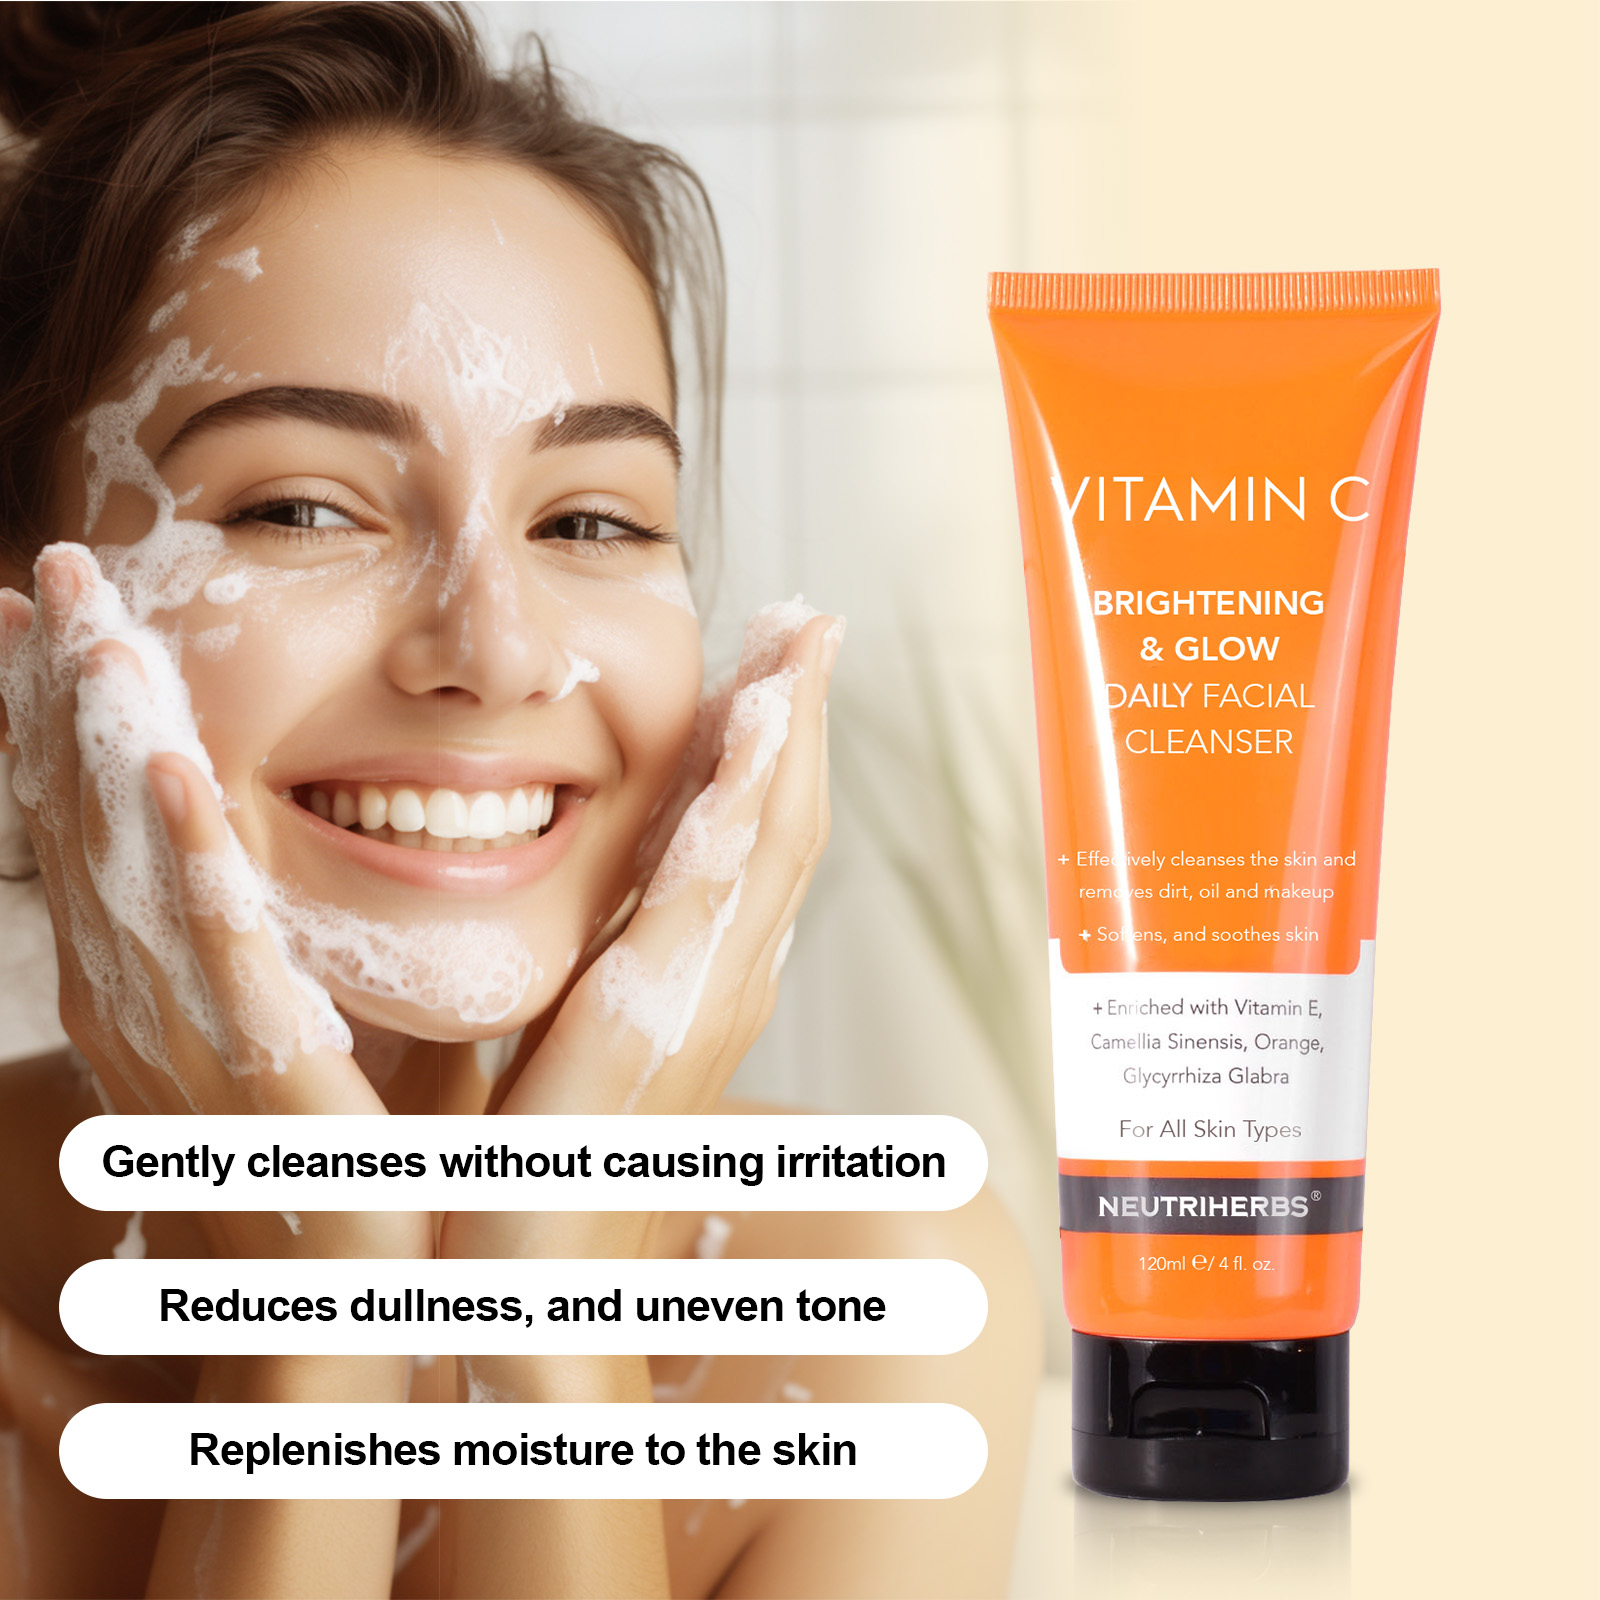 VITAMIN C
BRIGHTENING
& GLOW
DAILY FACIAL
CLEANSER
+ Effectively cleanses the skin and
removes dirt, oil and makeup
+ Softens, and soothes skin
+ Enriched with Vitamin E,
Camellia Sinensis, Orange,
Glycyrrhiza Glabra
For All Skin Types
NEUTRIHERBS®
120ml ℮/ 4 fl. oz.
Gently cleanses without causing irritation
Reduces dullness, and uneven tone
Replenishes moisture to the skin